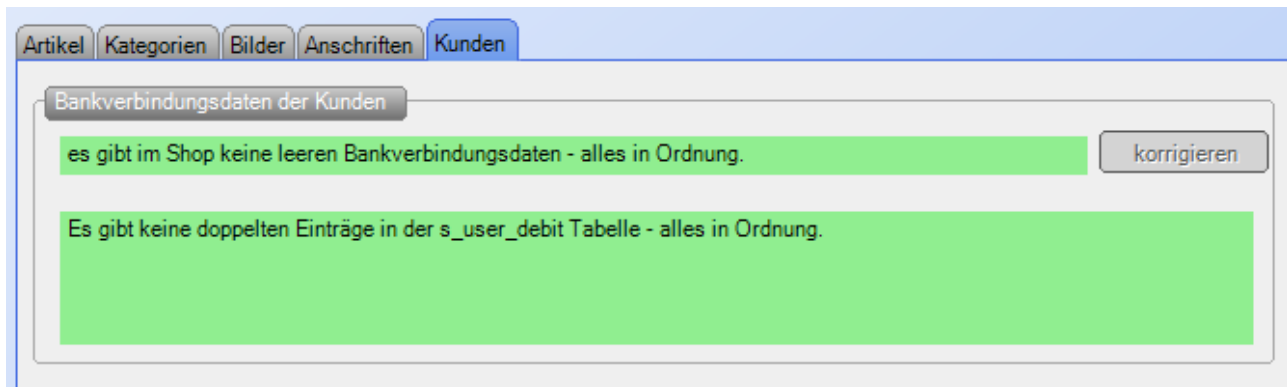 Artikel Kategorien Bilder Anschriften Kunden
Bankverbindungsdaten der Kunden
es gibt im Shop keine leeren Bankverbindungsdaten - alles in Ordnung. korrigieren
Es gibt keine doppelten Einträge in der s_user_debit Tabelle - alles in Ordnung.